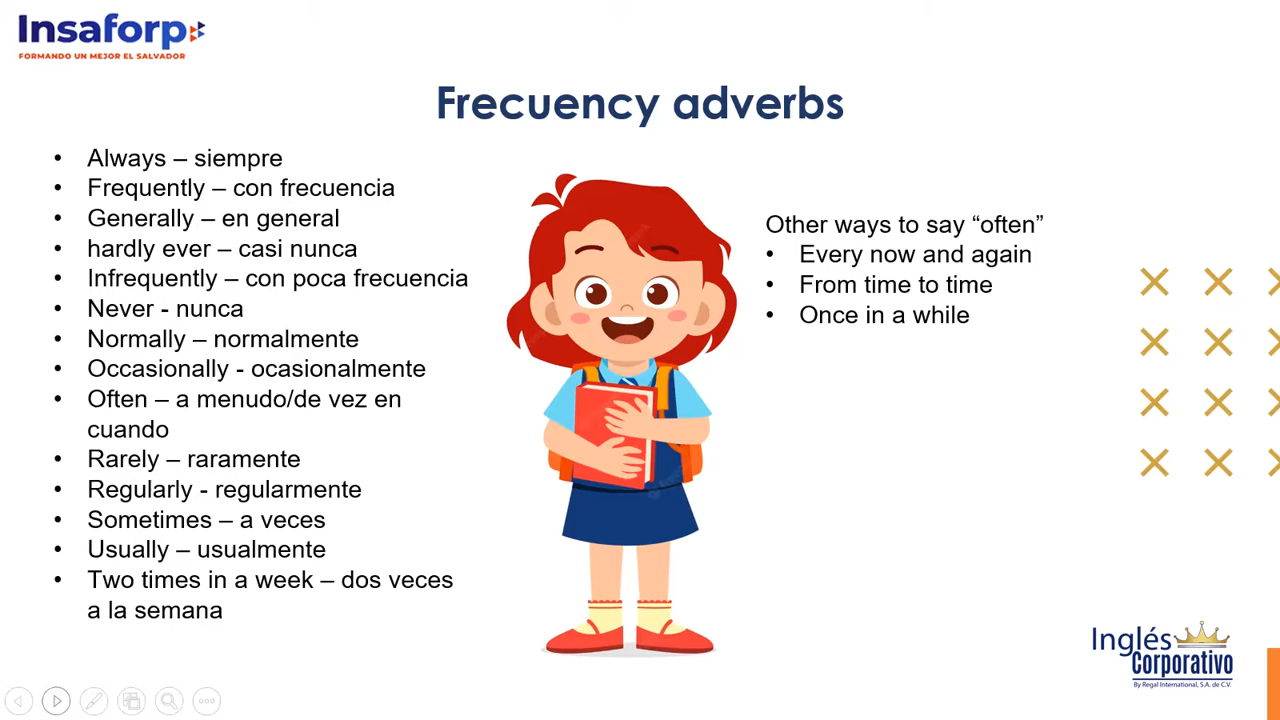 Insaforp
FORMANDO UN MEJOR EL SALVADOR
Frecuency adverbs
• Always – siempre
• Frequently – con frecuencia
• Generally – en general
• hardly ever – casi nunca
• Infrequently – con poca frecuencia
• Never - nunca
• Normally – normalmente
• Occasionally - ocasionalmente
• Often – a menudo/de vez en
cuando
• Rarely – raramente
• Regularly - regularmente
• Sometimes – a veces
• Usually – usualmente
• Two times in a week – dos veces
a la semana
Other ways to say “often”
• Every now and again
• From time to time
• Once in a while
Inglés
Corporativo
By Regal International, S.A. de C.V.